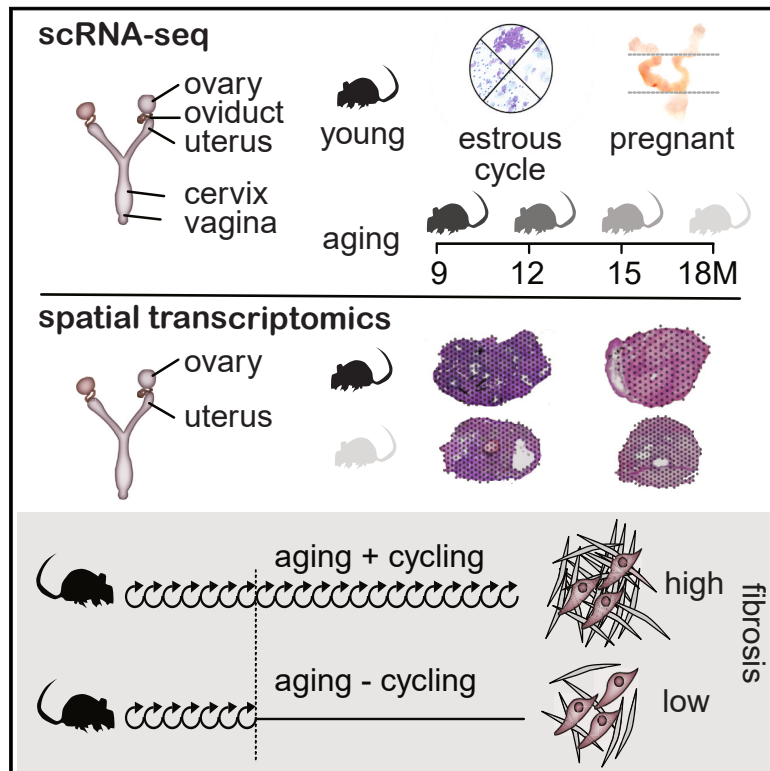 scRNA-seq
ovary
oviduct
uterus
cervix
vagina
young
estrous
cycle
pregnant
aging
9 12 15 18M
spatial transcriptomics
ovary
uterus
aging + cycling
high
aging - cycling
low
fibrosis